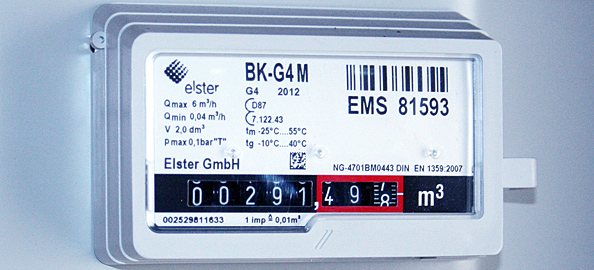 elster
BK-G4 M
G4 2012
EMS 81593
Qmax 6 m³/h
D87
Qmin 0,04 m³/h
7.122.43
V 2,0 dm³
tm -25°C....55°C
pmax 0,1bar "T"
tg -10°C....40°C
Elster GmbH
NG-4701BM0443 DIN EN 1359:2007
00291,49 m³
002529811633
1 imp ≙ 0,01m³